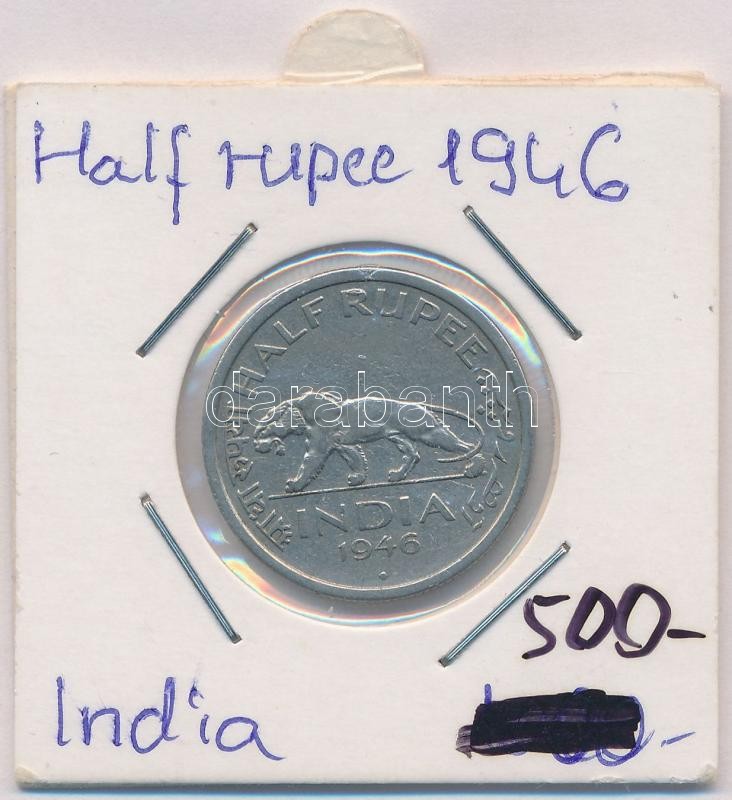 Half rupee 1946
HALF RUPEE
darabanth
INDIA
1946
500-
India